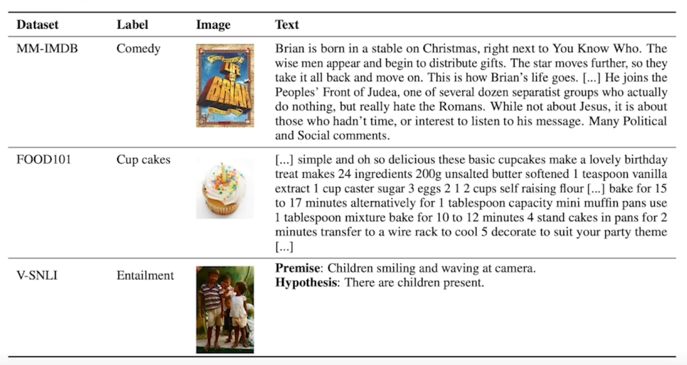 Dataset Label Image Text
MM-IMDB Comedy Brian is born in a stable on Christmas, right next to You Know Who. The
wise men appear and begin to distribute gifts. The star moves further, so they
take it all back and move on. This is how Brian's life goes. [...] He joins the
Peoples' Front of Judea, one of several dozen separatist groups who actually
do nothing, but really hate the Romans. While not about Jesus, it is about
those who hadn't time, or interest to listen to his message. Many Political
and Social comments.
LIFE
OF
BRIAN
FOOD101 Cup cakes [...] simple and oh so delicious these basic cupcakes make a lovely birthday
treat makes 24 ingredients 200g unsalted butter softened 1 teaspoon vanilla
extract 1 cup caster sugar 3 eggs 2 1 2 cups self raising flour [...] bake for 15
to 17 minutes alternatively for 1 tablespoon capacity mini muffin pans use
1 tablespoon mixture bake for 10 to 12 minutes 4 stand cakes in pans for 2
minutes transfer to a wire rack to cool 5 decorate to suit your party theme
[...]
V-SNLI Entailment Premise: Children smiling and waving at camera.
Hypothesis: There are children present.